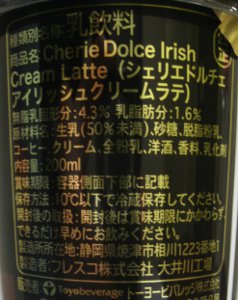 種類別名称:乳飲料
商品名:Cherie Dolce Irish
Cream Latte (シェリエドルチェ
アイリッシュクリームラテ)
無脂乳固形分:4.3% 乳脂肪分:1.6%
原材料名:生乳(50%未満)、砂糖、脱脂粉乳、
コーヒー、クリーム、全粉乳、洋酒、香料、乳化剤
内容量:200ml
賞味期限:容器側面下部に記載
保存方法:10℃以下で冷蔵保存してください。
開封後の取扱:開封後は賞味期限にかかわらず、
できるだけ早めにお飲みください。
製造所所在地:静岡県焼津市相川1223番地1
製造者:フレスコ株式会社 大井川工場
販売者 Toyobeverage トーヨービバレッジ株式会社